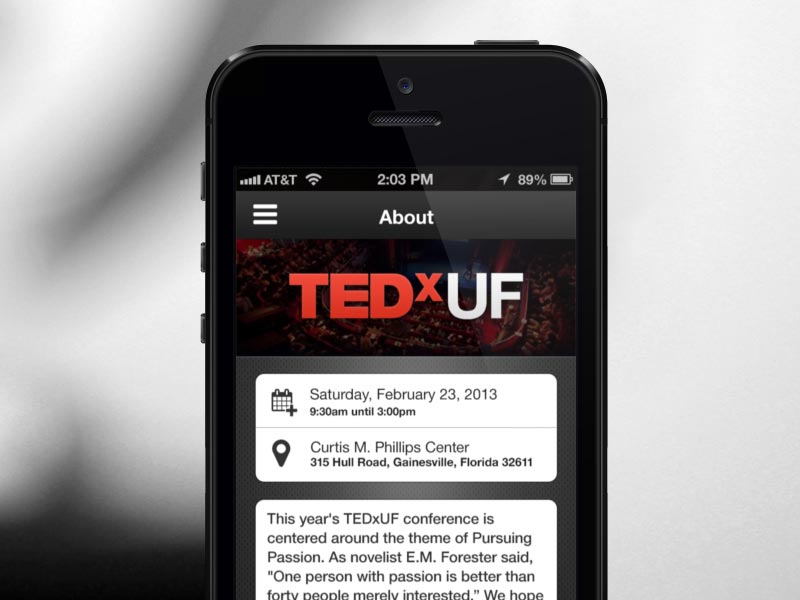 AT&T 2:03 PM 89%
About
TEDxUF
Saturday, February 23, 2013
9:30am until 3:00pm
Curtis M. Phillips Center
315 Hull Road, Gainesville, Florida 32611
This year's TEDxUF conference is
centered around the theme of Pursuing
Passion. As novelist E.M. Forester said,
"One person with passion is better than
forty people merely interested." We hope